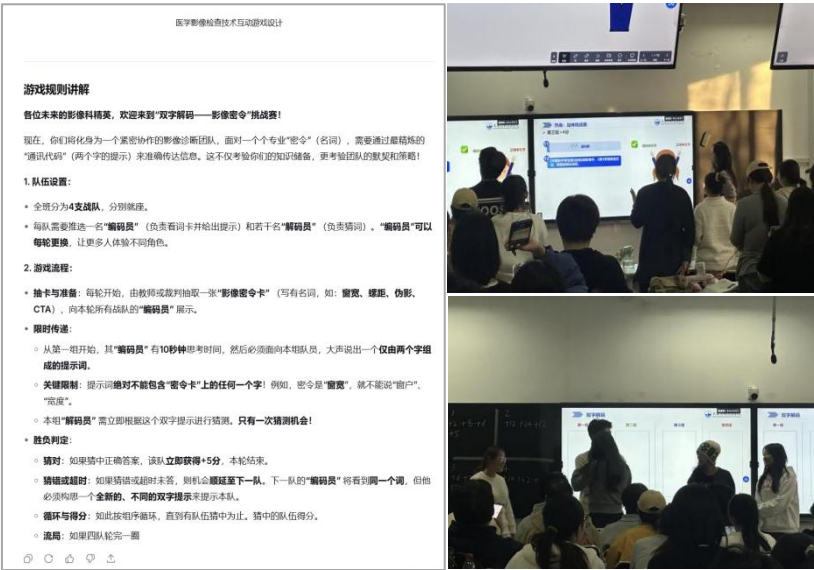 医学影像检查技术互动游戏设计
游戏规则讲解
各位未来的影像科精英，欢迎来到“双字解码——影像密令”挑战赛！
现在，你们将化身为一个紧密协作的影像诊断团队，面对一个个专业“密令”（名词），需要通过最精炼的
“通讯代码”（两个字的提示）来准确传达信息。这不仅考验你们的知识储备，更考验团队的默契和策略！
1. 队伍设置：
• 全班分为4支战队，分别就座。
• 每队需要推选一名“编码员”（负责看词卡并给出提示）和若干名“解码员”（负责猜词）。“编码员”可以
每轮更换，让更多人体验不同角色。
2. 游戏流程：
• 抽卡与准备：每轮开始，由教师或裁判抽取一张“影像密令卡”（写有名词，如：窗宽、螺距、伪影、
CTA），向本轮所有战队的“编码员”展示。
• 限时传递：
○ 从第一组开始，其“编码员”有10秒钟思考时间，然后必须面向本组队员，大声说出一个仅由两个字组
成的提示词。
○ 关键限制：提示词绝对不能包含“密令卡”上的任何一个字！例如，密令是“窗宽”，就不能说“窗户”、
“宽度”。
○ 本组“解码员”需立即根据这个双字提示进行猜测。只有一次猜测机会！
• 胜负判定：
○ 猜对：如果猜中正确答案，该队立即获得+5分，本轮结束。
○ 猜错或超时：如果猜错或超时未答，则机会顺延至下一队。下一队的“编码员”将看到同一个词，但他
必须构思一个全新的、不同的双字提示来提示本队。
○ 循环与得分：如此按组序循环，直到有队伍猜中为止。猜中的队伍得分。
○ 流局：如果四队轮完一圈
双字解码
双字解码